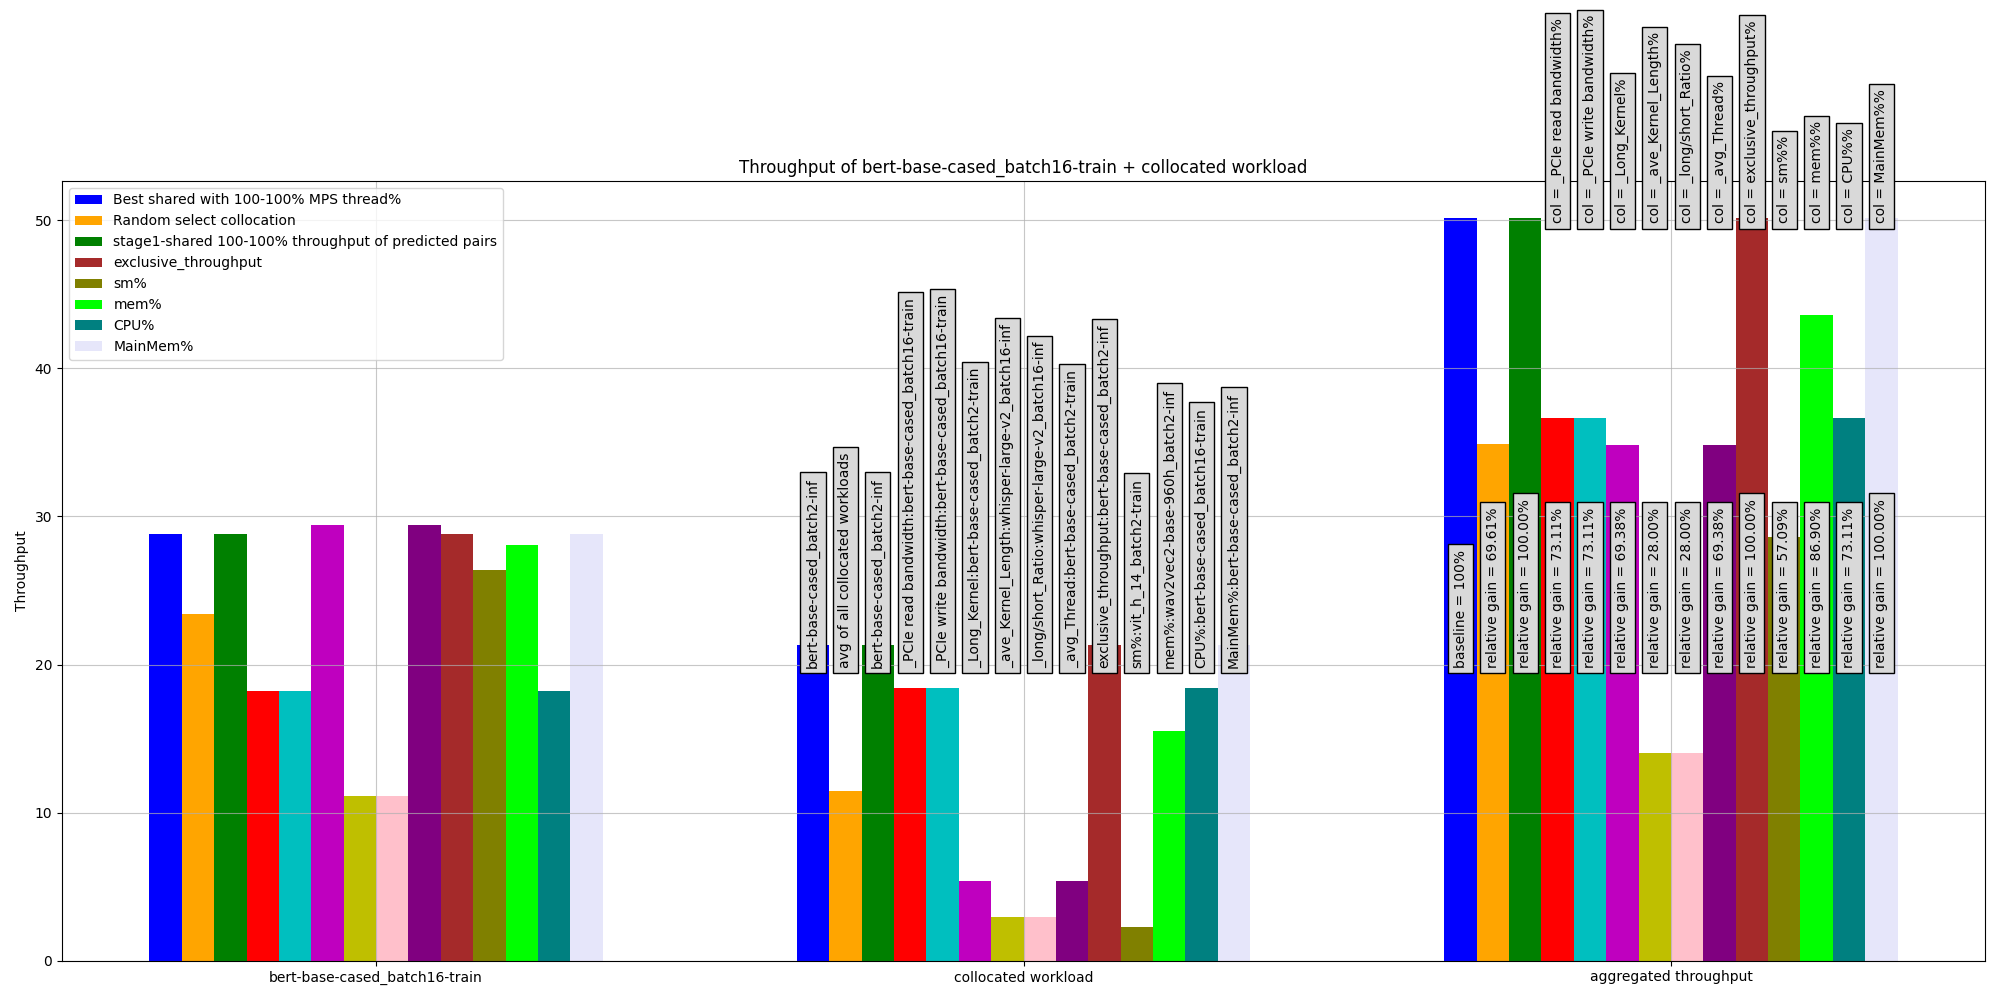 col = _PCIe read bandwidth%
col = _PCIe write bandwidth%
col = _Long_Kernel%
col = _ave_Kernel_Length%
col = _long/short_Ratio%
col = _avg_Thread%
col = exclusive_throughput%
col = sm%%
col = mem%%
col = CPU%%
col = MainMem%%
Throughput of bert-base-cased_batch16-train + collocated workload
Best shared with 100-100% MPS thread%
Random select collocation
stage1-shared 100-100% throughput of predicted pairs
exclusive_throughput
sm%
mem%
CPU%
MainMem%
Throughput
50
40
30
20
10
0
bert-base-cased_batch2-inf
avg of all collocated workloads
bert-base-cased_batch2-inf
_PCIe read bandwidth:bert-base-cased_batch16-train
_PCIe write bandwidth:bert-base-cased_batch16-train
_Long_Kernel:bert-base-cased_batch2-train
_ave_Kernel_Length:whisper-large-v2_batch16-inf
_long/short_Ratio:whisper-large-v2_batch16-inf
_avg_Thread:bert-base-cased_batch2-train
exclusive_throughput:bert-base-cased_batch2-inf
sm%:vit_h_14_batch2-train
mem%:wav2vec2-base-960h_batch2-inf
CPU%:bert-base-cased_batch16-train
MainMem%:bert-base-cased_batch2-inf
baseline = 100%
relative gain = 69.61%
relative gain = 100.00%
relative gain = 73.11%
relative gain = 73.11%
relative gain = 69.38%
relative gain = 28.00%
relative gain = 28.00%
relative gain = 69.38%
relative gain = 100.00%
relative gain = 57.09%
relative gain = 86.90%
relative gain = 73.11%
relative gain = 100.00%
bert-base-cased_batch16-train
collocated workload
aggregated throughput